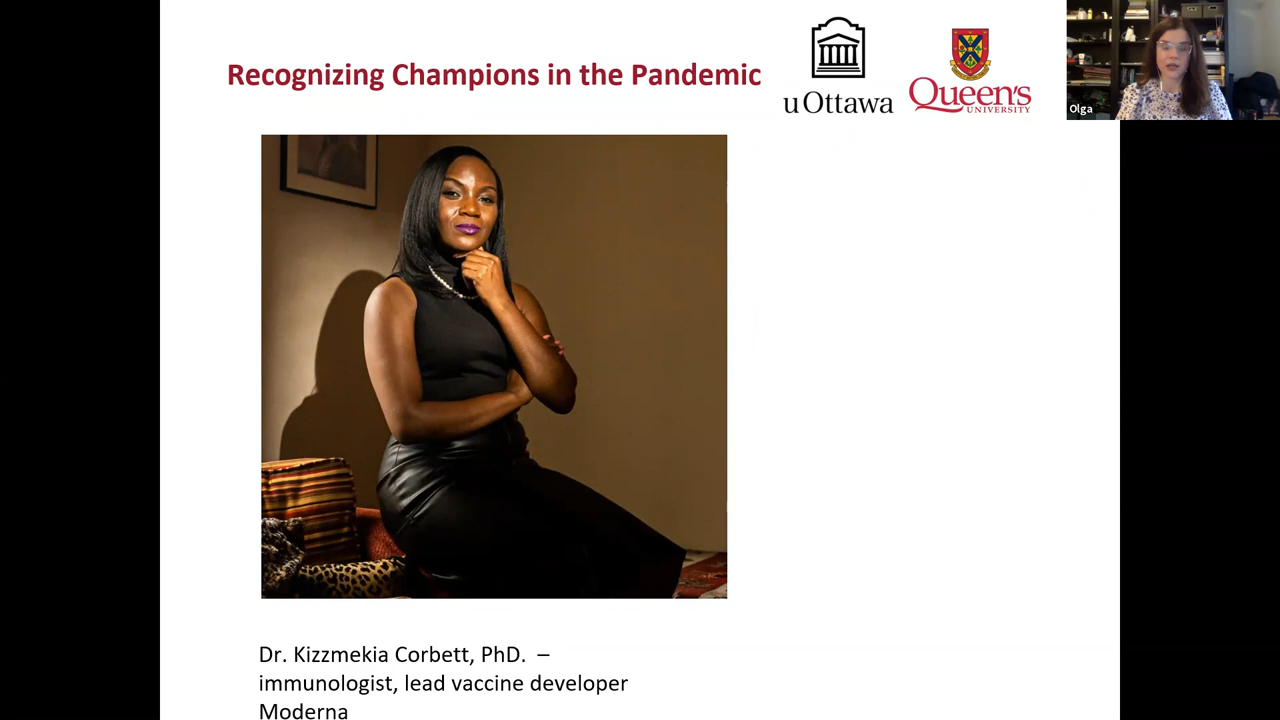 Recognizing Champions in the Pandemic
uOttawa
Queen's
UNIVERSITY
Olga
Dr. Kizzmekia Corbett, PhD. –
immunologist, lead vaccine developer
Moderna